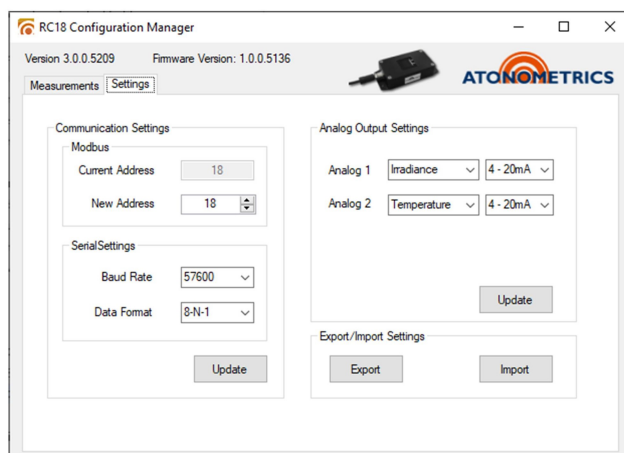 RC18 Configuration Manager
Version 3.0.0.5209 Firmware Version: 1.0.0.5136
ATONOMETRICS
Measurements Settings
Communication Settings
Modbus
Current Address 18
New Address 18
SerialSettings
Baud Rate 57600
Data Format 8-N-1
Update
Analog Output Settings
Analog 1 Irradiance 4 - 20mA
Analog 2 Temperature 4 - 20mA
Update
Export/Import Settings
Export Import